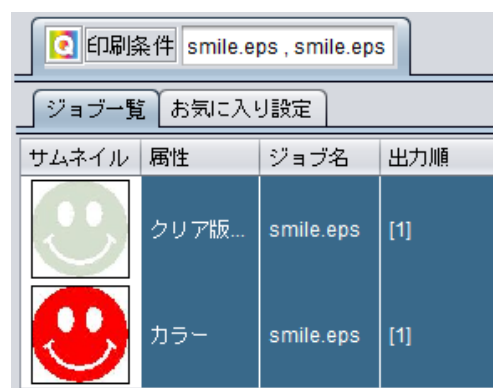 印刷条件 smile.eps , smile.eps
ジョブ一覧 お気に入り設定
サムネイル 属性 ジョブ名 出力順
クリア版... smile.eps [1]
カラー smile.eps [1]